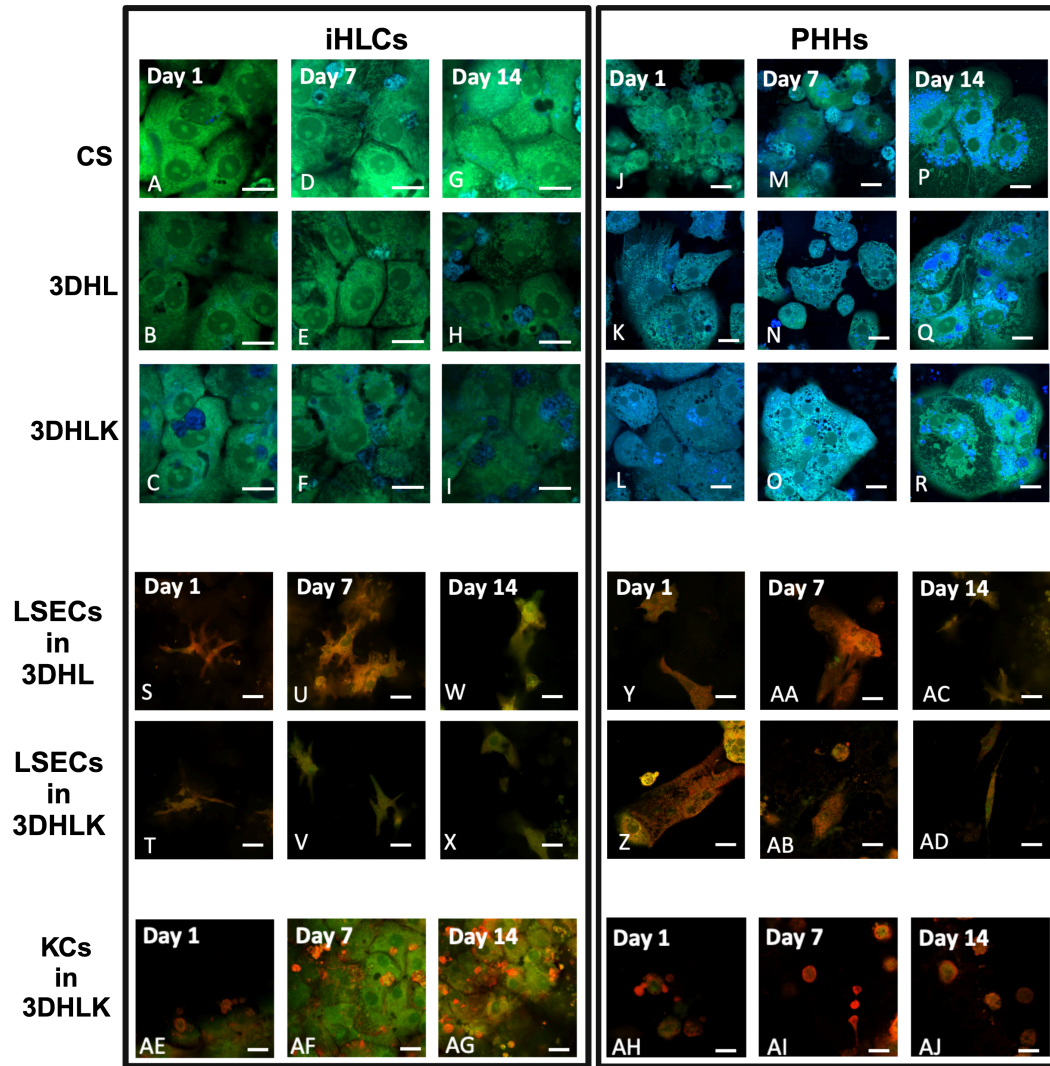 iHLCs PHHs
Day 1 Day 7 Day 14 Day 1 Day 7 Day 14
CS
A D G J M P
3DHL
B E H K N Q
3DHLK
C F I L O R
Day 1 Day 7 Day 14 Day 1 Day 7 Day 14
LSECs
in
3DHL
S U W Y AA AC
LSECs
in
3DHLK
T V X Z AB AD
Day 1 Day 7 Day 14 Day 1 Day 7 Day 14
KCs
in
3DHLK
AE AF AG AH AI AJ